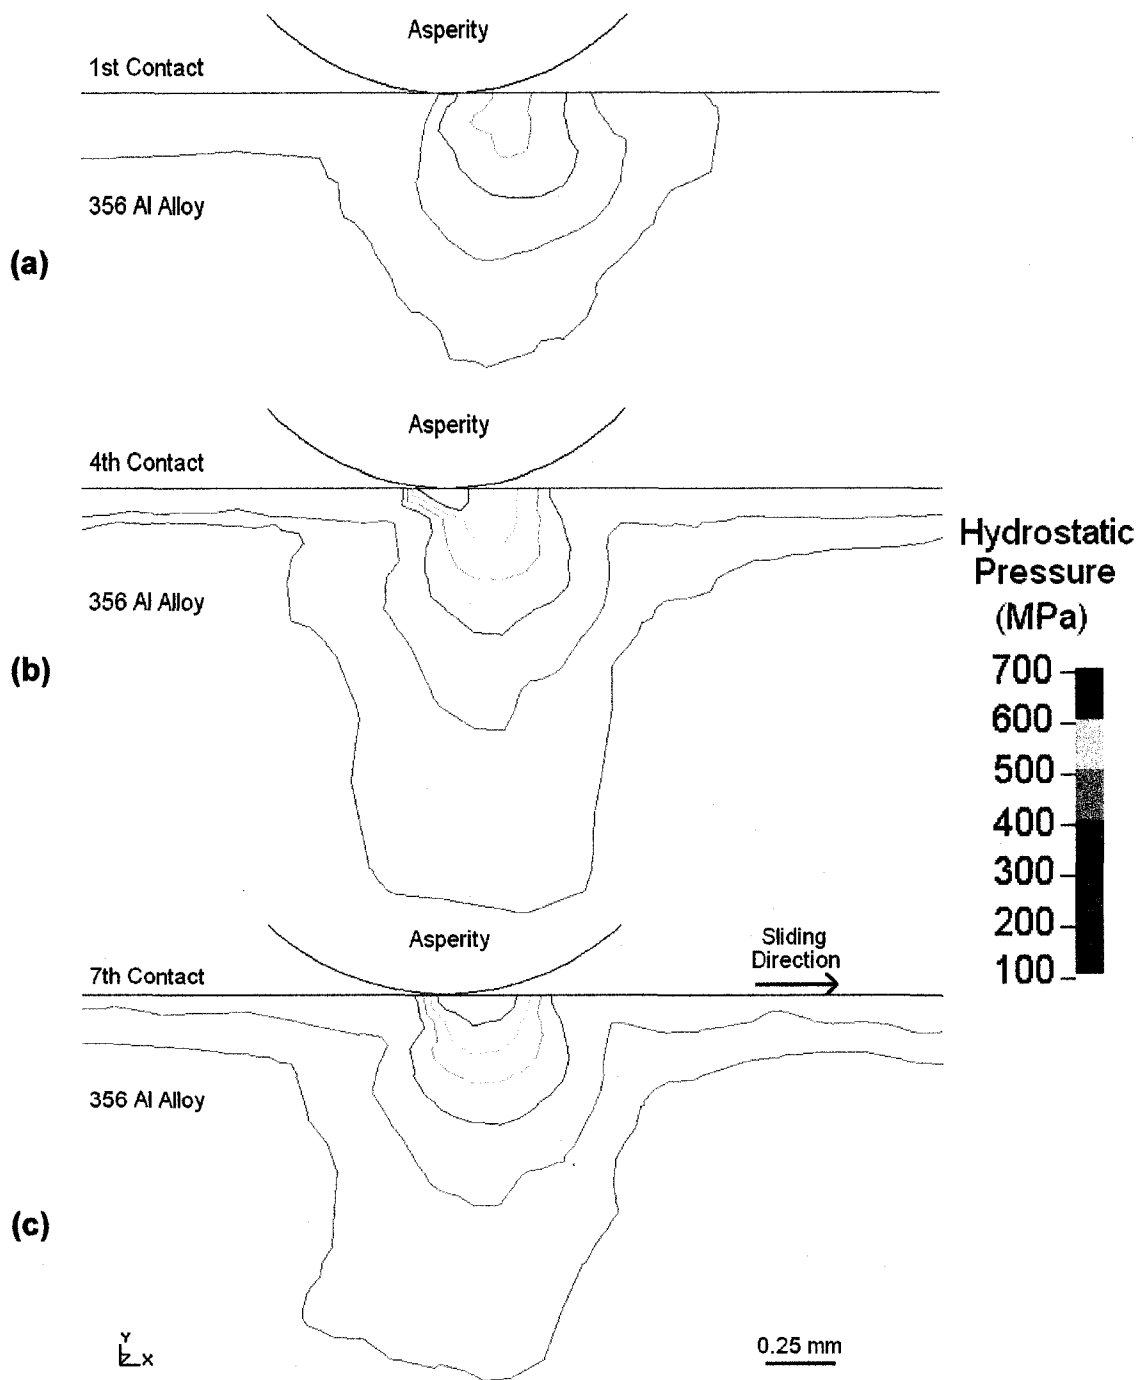 Asperity
1st Contact
356 Al Alloy
(a)
Asperity
4th Contact
356 Al Alloy
(b)
Hydrostatic
Pressure
(MPa)
700
600
500
400
300
200
100
Asperity
Sliding
Direction
7th Contact
356 Al Alloy
(c)
Y
Z X
0.25 mm